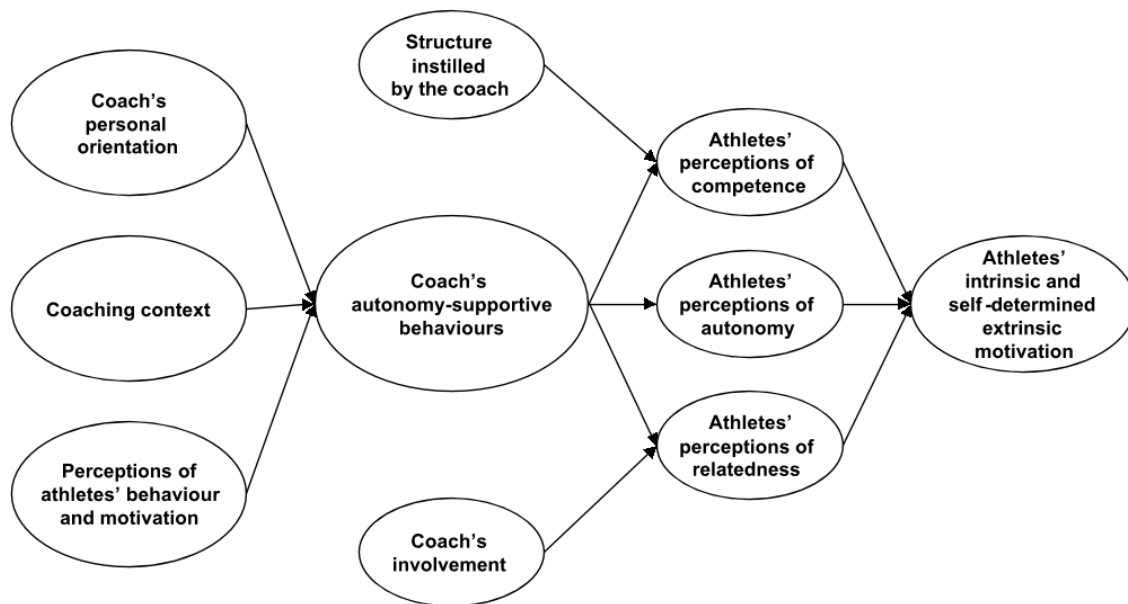 Coach's
personal
orientation
Coaching context
Perceptions of
athletes' behaviour
and motivation
Structure
instilled
by the coach
Coach's
autonomy-supportive
behaviours
Coach's
involvement
Athletes'
perceptions of
competence
Athletes'
perceptions of
autonomy
Athletes'
perceptions of
relatedness
Athletes'
intrinsic and
self-determined
extrinsic
motivation